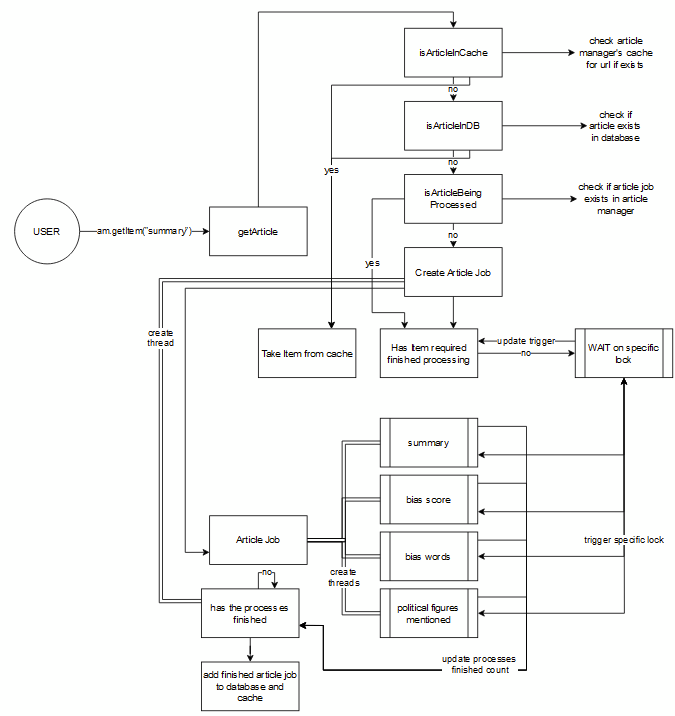 isArticleInCache
check article
manager's cache
for url if exists
no
isArticleInDB
check if
article exists
in database
yes
no
isArticleBeing
Processed
check if article job
exists in article
manager
USER
am.getItem("summary")
getArticle
no
yes
Create Article Job
create
thread
Take Item from cache
Has Item required
finished processing
update trigger
no
WAIT on specific
lock
summary
bias score
Article Job
bias words
trigger specific lock
create
threads
no
has the processes
finished
political figures
mentioned
update processes
finished count
add finished article job
to database and
cache